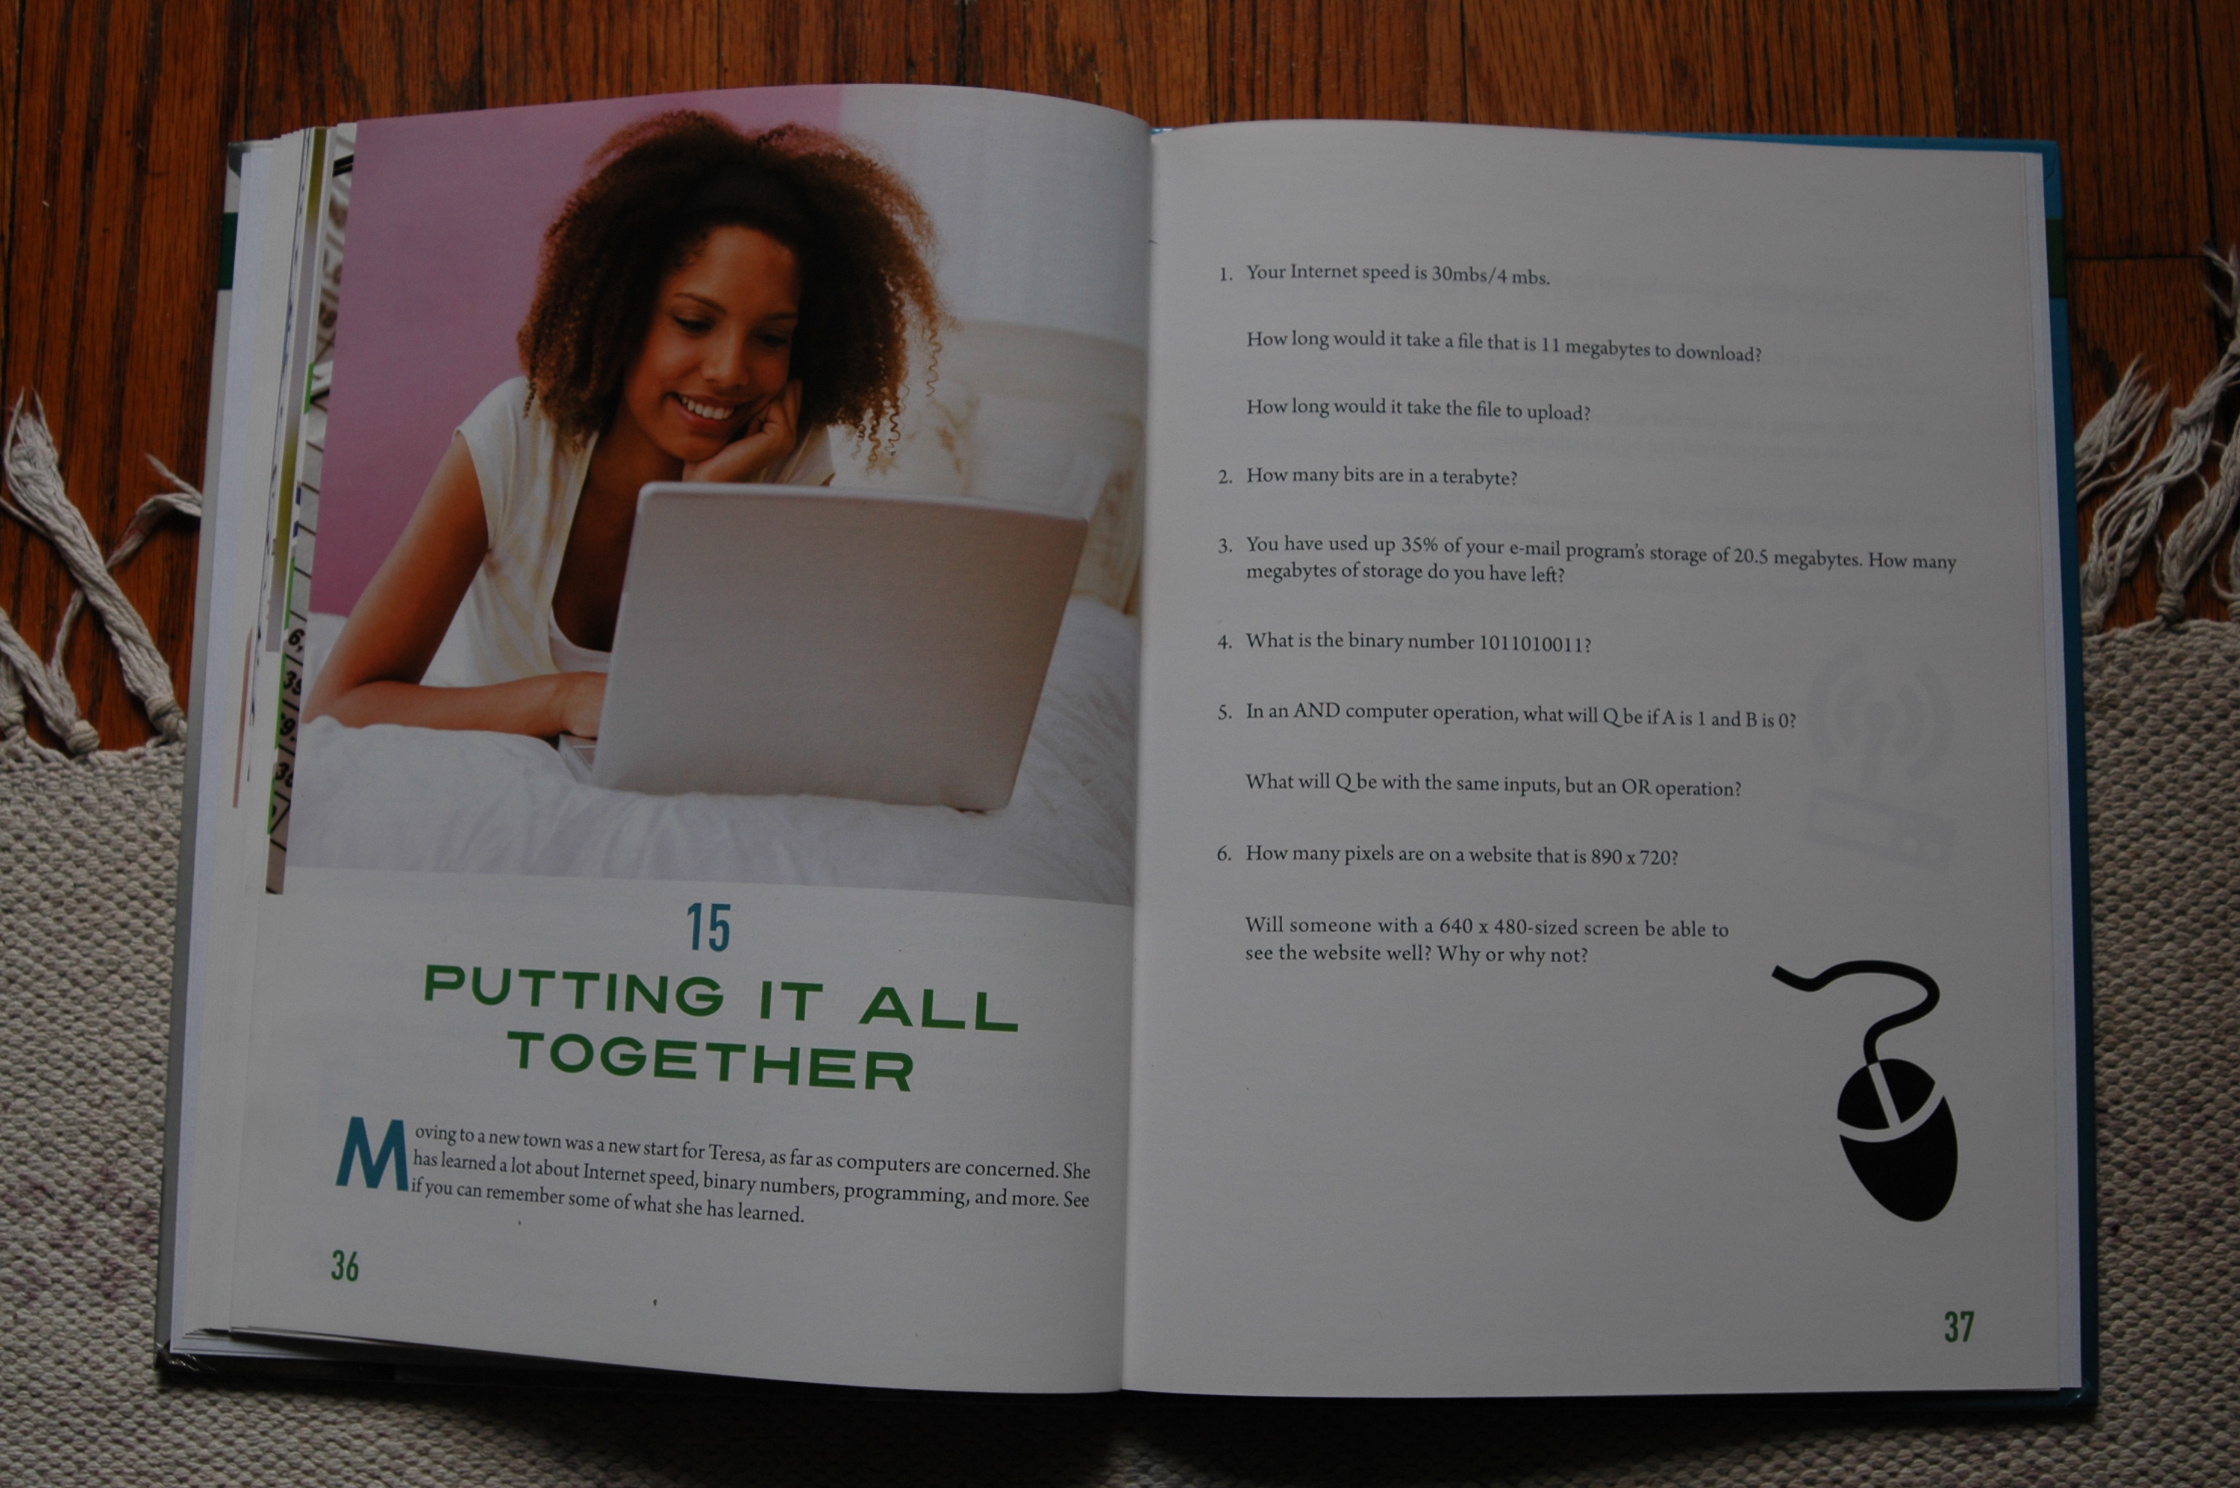 15
PUTTING IT ALL
TOGETHER
Moving to a new town was a new start for Teresa, as far as computers are concerned. She
has learned a lot about Internet speed, binary numbers, programming, and more. See
if you can remember some of what she has learned.
36
1. Your Internet speed is 30mbs/4 mbs.
How long would it take a file that is 11 megabytes to download?
How long would it take the file to upload?
2. How many bits are in a terabyte?
3. You have used up 35% of your e-mail program's storage of 20.5 megabytes. How many
megabytes of storage do you have left?
4. What is the binary number 1011010011?
5. In an AND computer operation, what will Q be if A is 1 and B is 0?
What will Q be with the same inputs, but an OR operation?
6. How many pixels are on a website that is 890 x 720?
Will someone with a 640 x 480-sized screen be able to
see the website well? Why or why not?
37